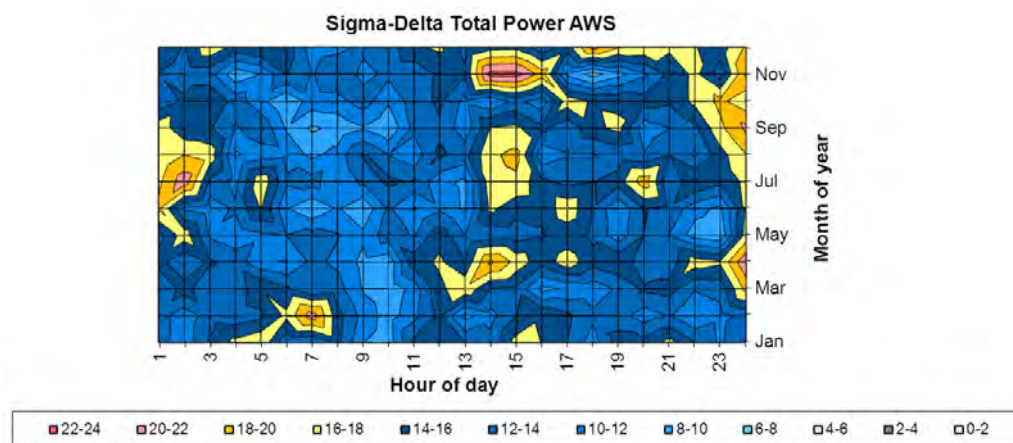 Sigma-Delta Total Power AWS
Nov
Sep
Jul
May
Mar
Jan
Month of year
1 3 5 7 9 11 13 15 17 19 21 23
Hour of day
22-24 20-22 18-20 16-18 14-16 12-14 10-12 8-10 6-8 4-6 2-4 0-2